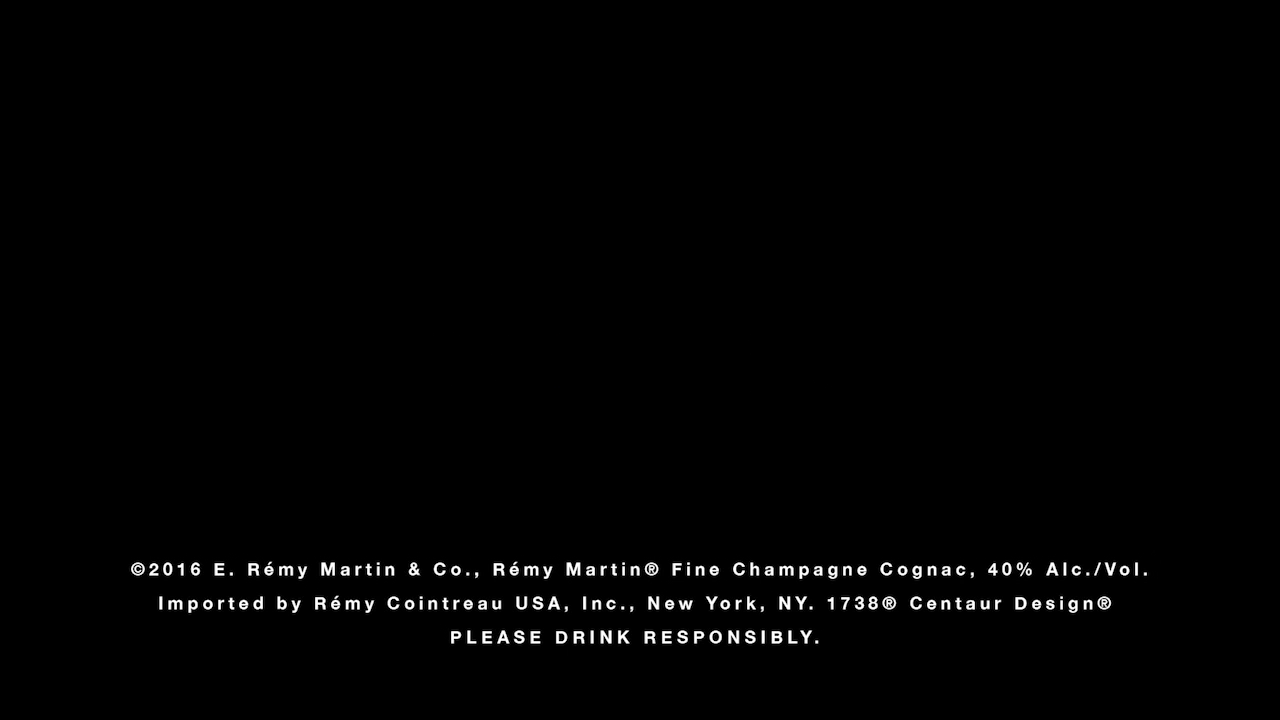 ©2016 E. Rémy Martin & Co., Rémy Martin® Fine Champagne Cognac, 40% Alc./Vol.
Imported by Rémy Cointreau USA, Inc., New York, NY. 1738® Centaur Design®
PLEASE DRINK RESPONSIBLY.